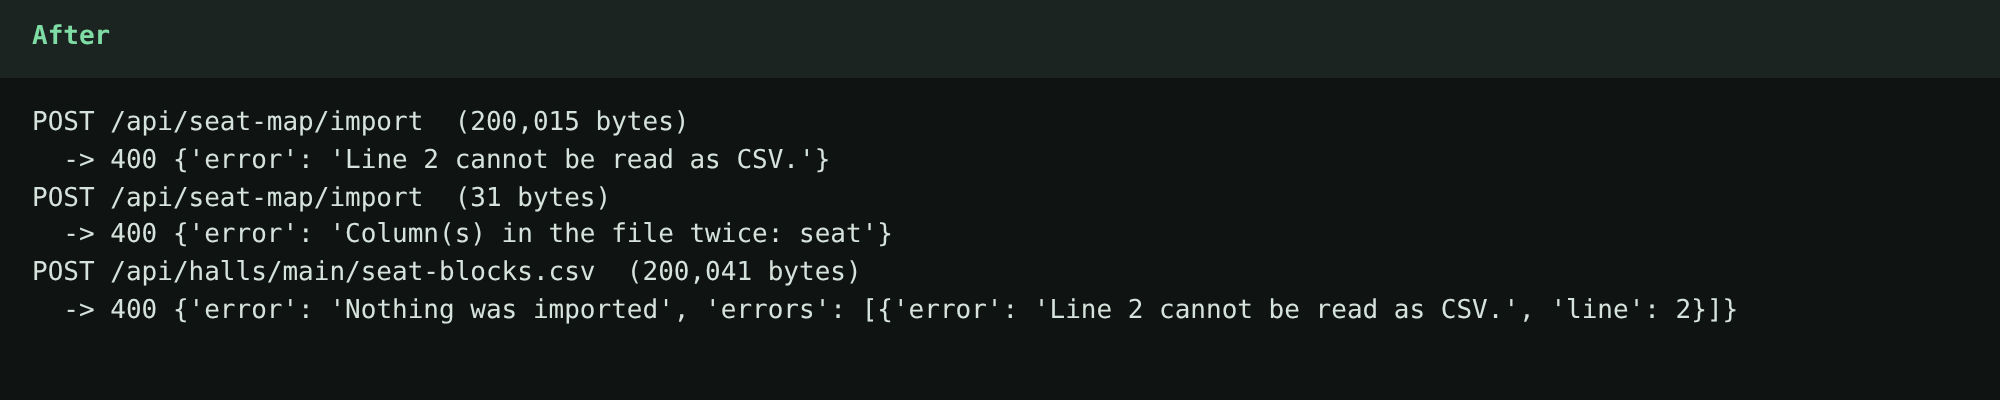 After
POST /api/seat-map/import  (200,015 bytes)
  -> 400 {'error': 'Line 2 cannot be read as CSV.'}
POST /api/seat-map/import  (31 bytes)
  -> 400 {'error': 'Column(s) in the file twice: seat'}
POST /api/halls/main/seat-blocks.csv  (200,041 bytes)
  -> 400 {'error': 'Nothing was imported', 'errors': [{'error': 'Line 2 cannot be read as CSV.', 'line': 2}]}